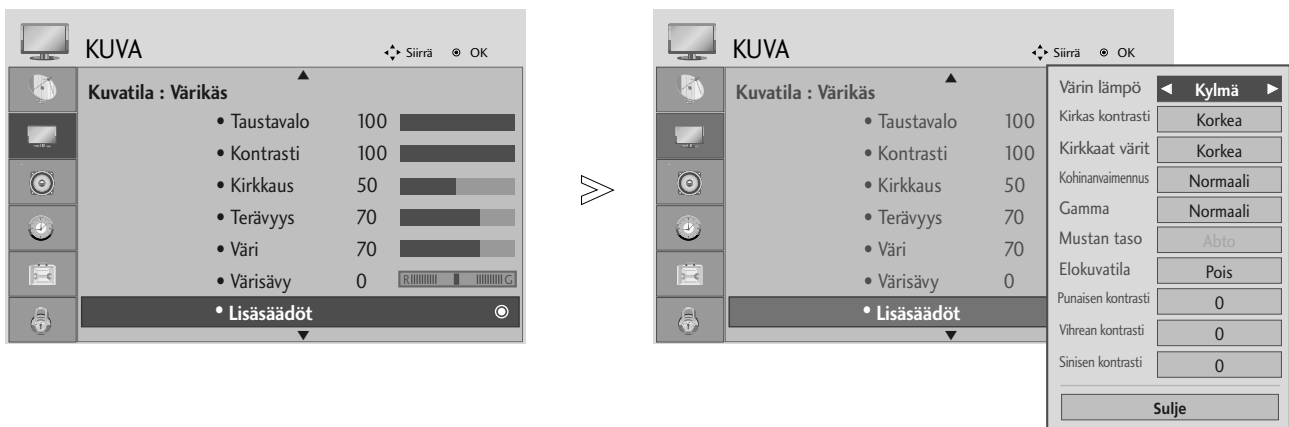 KUVA
Siirrä OK
Kuvatila : Värikäs
• Taustavalo 100
• Kontrasti 100
• Kirkkaus 50
• Terävyys 70
• Väri 70
• Värisävy 0 R G
• Lisäsäädöt
KUVA
Siirrä OK
Kuvatila : Värikäs
• Taustavalo 100
• Kontrasti 100
• Kirkkaus 50
• Terävyys 70
• Väri 70
• Värisävy 0
• Lisäsäädöt
Värin lämpö Kylmä
Kirkas kontrasti Korkea
Kirkkaat värit Korkea
Kohinanvaimennus Normaali
Gamma Normaali
Mustan taso Abto
Elokuvatila Pois
Punaisen kontrasti 0
Vihrean kontrasti 0
Sinisen kontrasti 0
Sulje